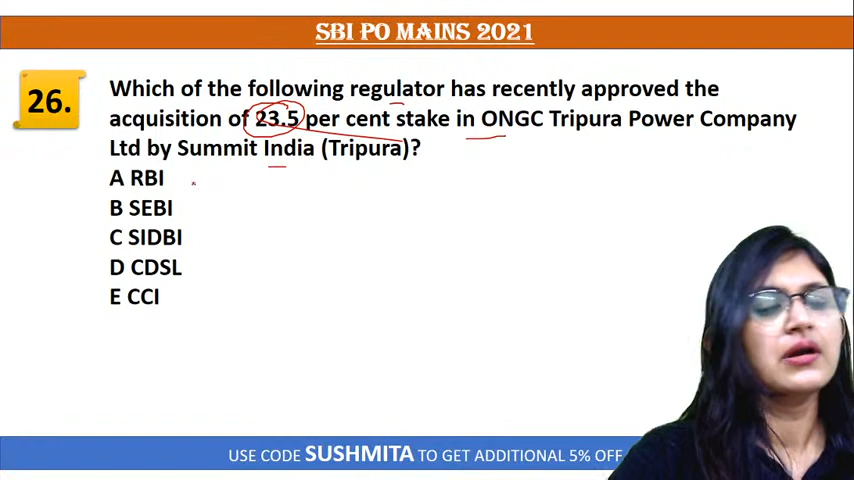 SBI PO MAINS 2021
26.
Which of the following regulator has recently approved the
acquisition of 23.5 per cent stake in ONGC Tripura Power Company
Ltd by Summit India (Tripura)?
A RBI
B SEBI
C SIDBI
D CDSL
E CCI
USE CODE SUSHMITA TO GET ADDITIONAL 5% OFF